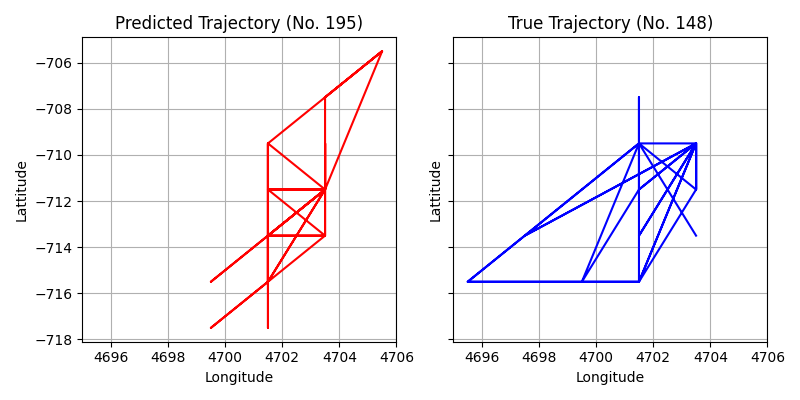 Predicted Trajectory (No. 195)
True Trajectory (No. 148)
Lattitude
−706
−708
−710
−712
−714
−716
−718
4696 4698 4700 4702 4704 4706
Longitude
Lattitude
4696 4698 4700 4702 4704 4706
Longitude